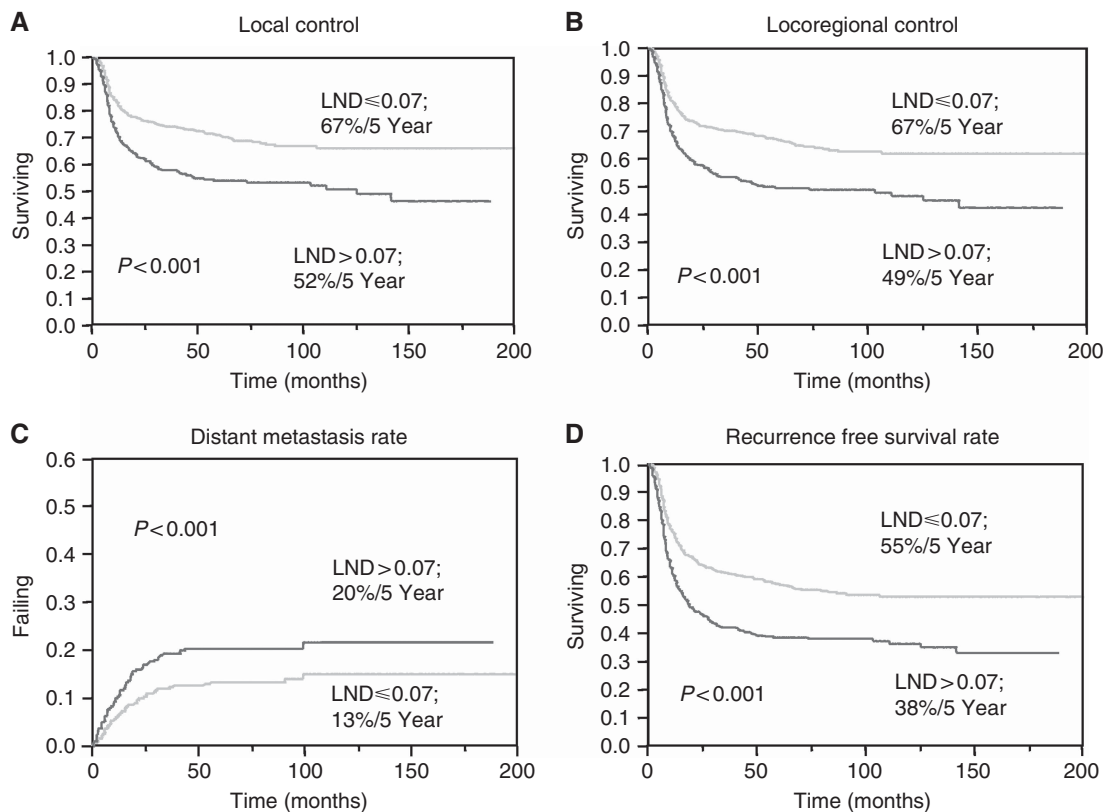 A
Local control
1.0
0.9
0.8
0.7
0.6
0.5
0.4
0.3
0.2
0.1
0.0
Surviving
LND⩽0.07;
67%/5 Year
P<0.001
LND>0.07;
52%/5 Year
0 50 100 150 200
Time (months)
B
Locoregional control
1.0
0.9
0.8
0.7
0.6
0.5
0.4
0.3
0.2
0.1
0.0
Surviving
LND⩽0.07;
67%/5 Year
P<0.001
LND>0.07;
49%/5 Year
0 50 100 150 200
Time (months)
C
Distant metastasis rate
0.6
0.5
0.4
0.3
0.2
0.1
0.0
Failing
P<0.001
LND>0.07;
20%/5 Year
LND⩽0.07;
13%/5 Year
0 50 100 150 200
Time (months)
D
Recurrence free survival rate
1.0
0.9
0.8
0.7
0.6
0.5
0.4
0.3
0.2
0.1
0.0
Surviving
LND⩽0.07;
55%/5 Year
P<0.001
LND>0.07;
38%/5 Year
0 50 100 150 200
Time (months)